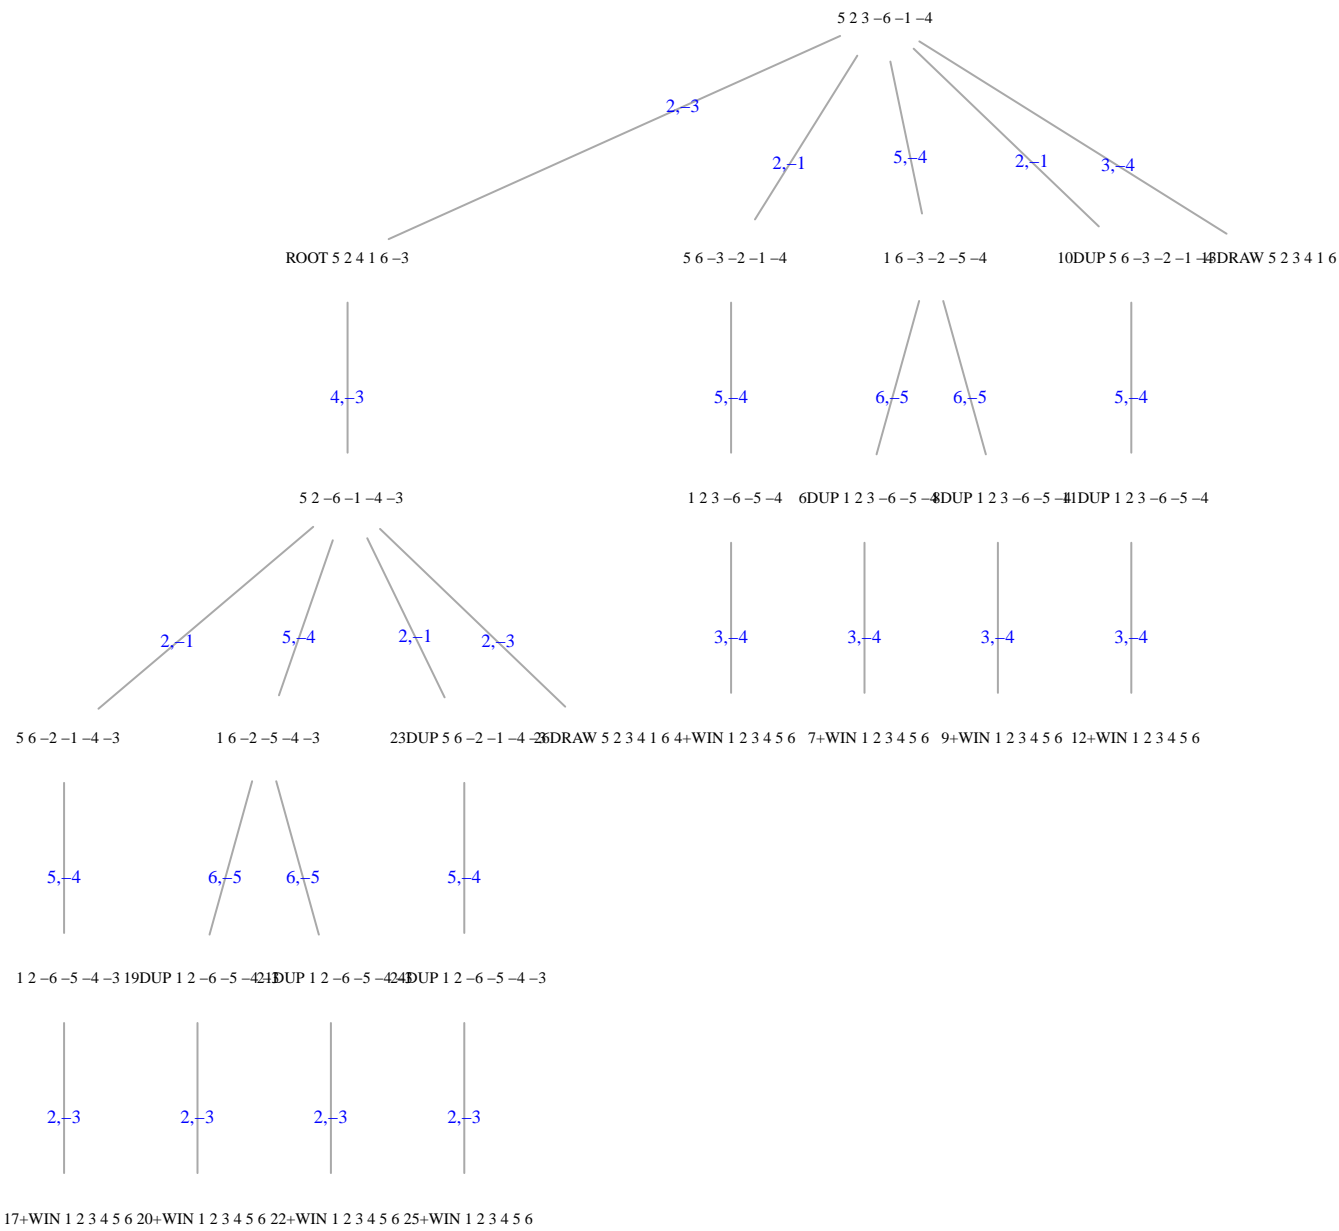 5 2 3 −6 −1 −4
2,−3
2,−1
5,−4
2,−1
3,−4
ROOT 5 2 4 1 6 −3
5 6 −3 −2 −1 −4
1 6 −3 −2 −5 −4
10DUP 5 6 −3 −2 −1 −4
13DRAW 5 2 3 4 1 6
4,−3
5,−4
6,−5
6,−5
5,−4
5 2 −6 −1 −4 −3
1 2 3 −6 −5 −4
6DUP 1 2 3 −6 −5 −4
8DUP 1 2 3 −6 −5 −4
11DUP 1 2 3 −6 −5 −4
2,−1
5,−4
2,−1
2,−3
3,−4
3,−4
3,−4
3,−4
5 6 −2 −1 −4 −3
1 6 −2 −5 −4 −3
23DUP 5 6 −2 −1 −4 −3
26DRAW 5 2 3 4 1 6
4+WIN 1 2 3 4 5 6
7+WIN 1 2 3 4 5 6
9+WIN 1 2 3 4 5 6
12+WIN 1 2 3 4 5 6
5,−4
6,−5
6,−5
5,−4
1 2 −6 −5 −4 −3
19DUP 1 2 −6 −5 −4 −3
21DUP 1 2 −6 −5 −4 −3
24DUP 1 2 −6 −5 −4 −3
2,−3
2,−3
2,−3
2,−3
17+WIN 1 2 3 4 5 6
20+WIN 1 2 3 4 5 6
22+WIN 1 2 3 4 5 6
25+WIN 1 2 3 4 5 6